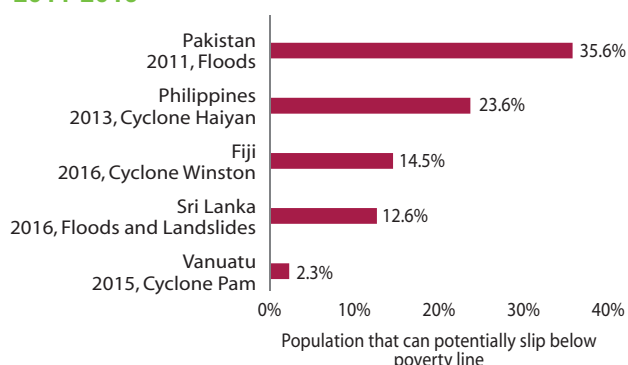 Pakistan
2011, Floods
35.6%
Philippines
2013, Cyclone Haiyan
23.6%
Fiji
2016, Cyclone Winston
14.5%
Sri Lanka
2016, Floods and Landslides
12.6%
Vanuatu
2015, Cyclone Pam
2.3%
0% 10% 20% 30% 40%
Population that can potentially slip below
poverty line